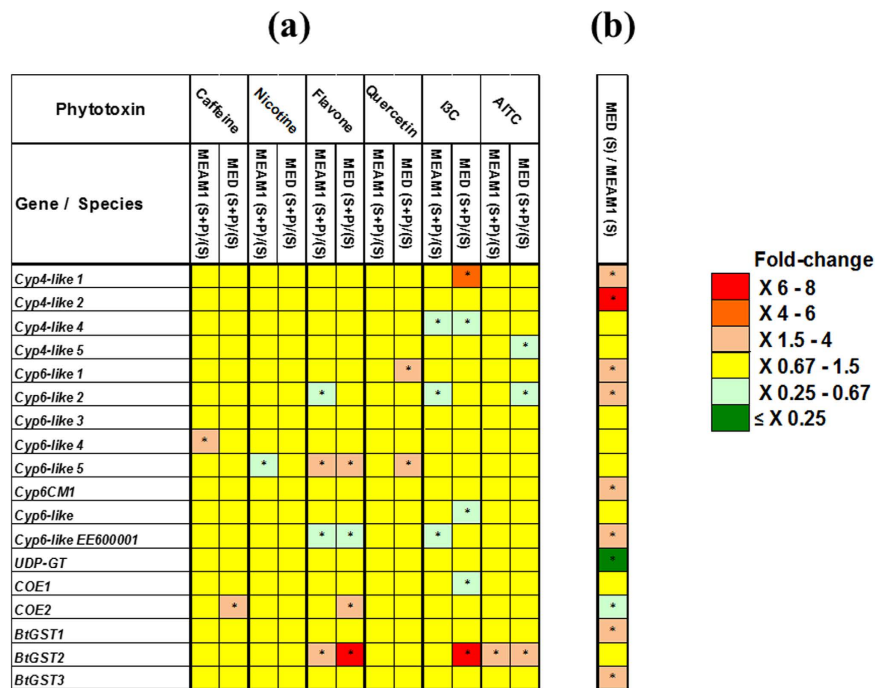 (a) (b)
Phytotoxin Caffeine Nicotine Flavone Quercetin I3C AITC
Gene / Species MEAM1 (S+P)/(S) MED (S+P)/(S) MEAM1 (S+P)/(S) MED (S+P)/(S) MEAM1 (S+P)/(S) MED (S+P)/(S) MEAM1 (S+P)/(S) MED (S+P)/(S) MEAM1 (S+P)/(S) MED (S+P)/(S) MEAM1 (S+P)/(S) MED (S+P)/(S) MED (S) / MEAM1 (S)
Cyp4-like 1 * *
Cyp4-like 2 *
Cyp4-like 4 * *
Cyp4-like 5 *
Cyp6-like 1 * *
Cyp6-like 2 * * * *
Cyp6-like 3
Cyp6-like 4 *
Cyp6-like 5 * * * *
Cyp6CM1 *
Cyp6-like *
Cyp6-like EE600001 * * * *
UDP-GT *
COE1 *
COE2 * * *
BtGST1 *
BtGST2 * * * * *
BtGST3 *
Fold-change
X 6 - 8
X 4 - 6
X 1.5 - 4
X 0.67 - 1.5
X 0.25 - 0.67
≤ X 0.25